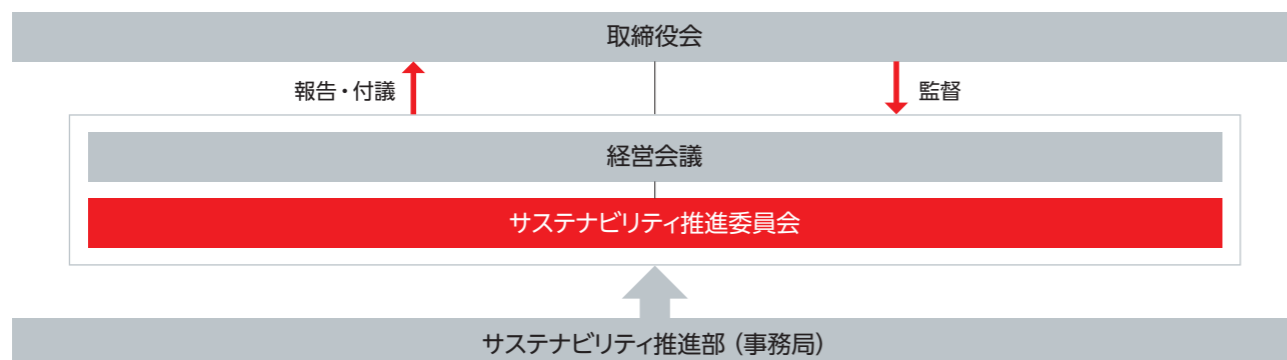 取締役会
報告・付議
監督
経営会議
サステナビリティ推進委員会
サステナビリティ推進部（事務局）